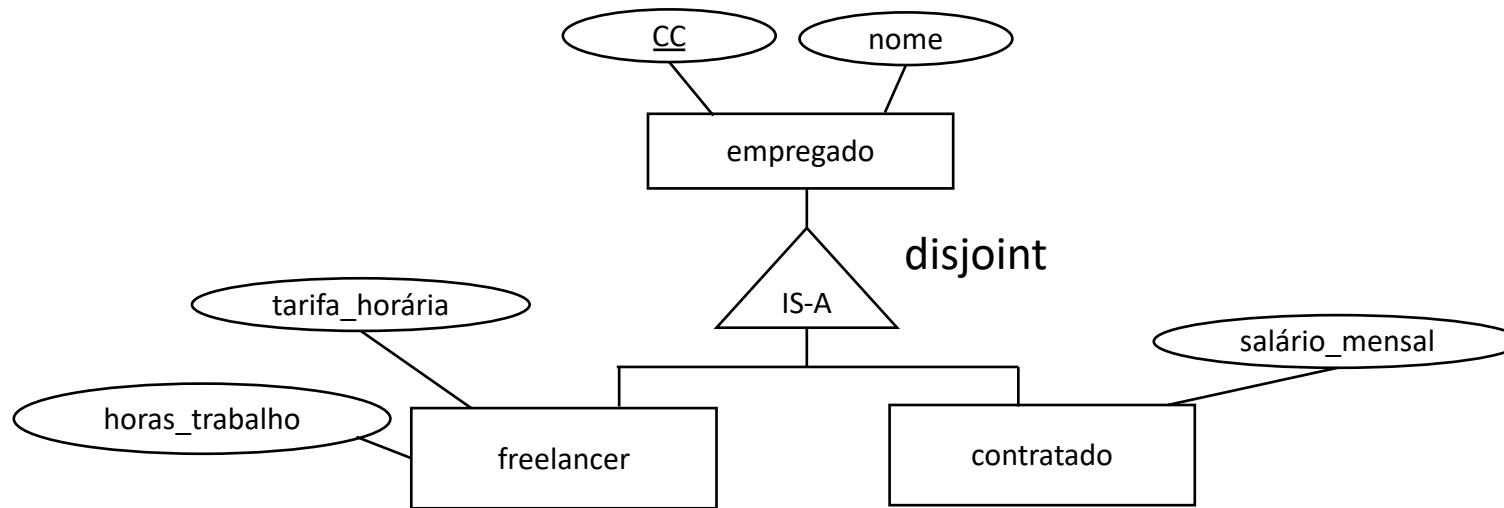 CC
nome
empregado
disjoint
IS-A
tarifa_horária
salário_mensal
horas_trabalho
freelancer
contratado